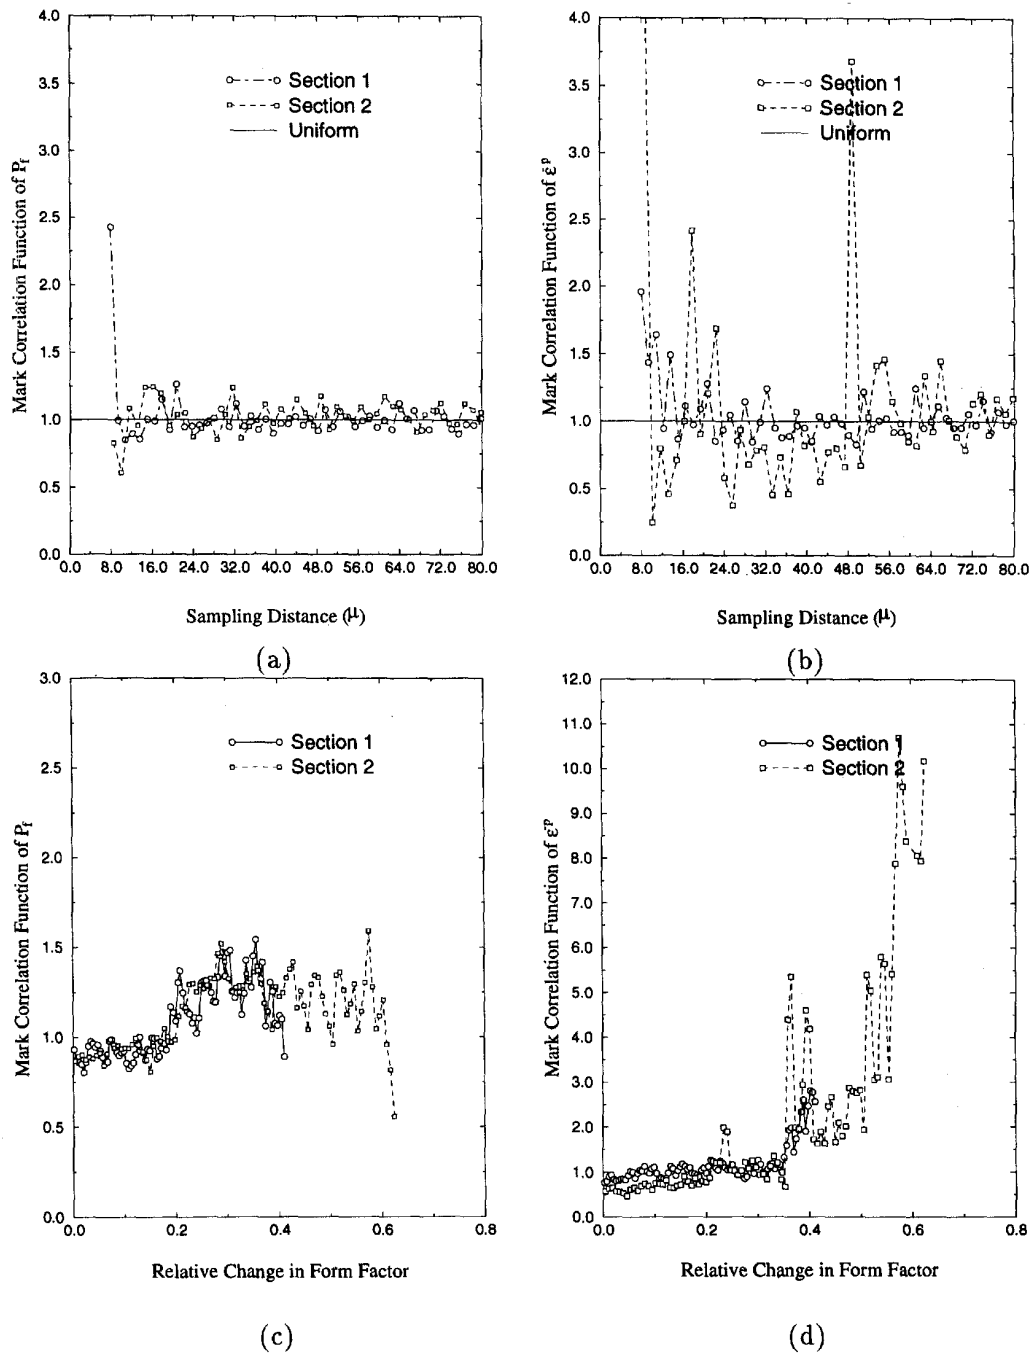 4.0
3.5
3.0
2.5
2.0
1.5
1.0
0.5
0.0
Mark Correlation Function of P_f
Section 1
Section 2
Uniform
0.0 8.0 16.0 24.0 32.0 40.0 48.0 56.0 64.0 72.0 80.0
Sampling Distance (μ)
(a)
4.0
3.5
3.0
2.5
2.0
1.5
1.0
0.5
0.0
Mark Correlation Function of ε̇^p
Section 1
Section 2
Uniform
0.0 8.0 16.0 24.0 32.0 40.0 48.0 56.0 64.0 72.0 80.0
Sampling Distance (μ)
(b)
3.0
2.5
2.0
1.5
1.0
0.5
0.0
Mark Correlation Function of P_f
Section 1
Section 2
0.0 0.2 0.4 0.6 0.8
Relative Change in Form Factor
(c)
12.0
11.0
10.0
9.0
8.0
7.0
6.0
5.0
4.0
3.0
2.0
1.0
0.0
Mark Correlation Function of ε̇^p
Section 1
Section 2
0.0 0.2 0.4 0.6 0.8
Relative Change in Form Factor
(d)